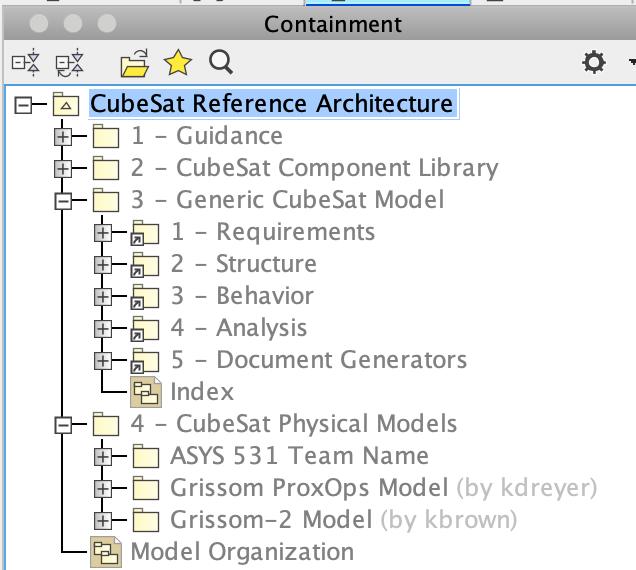 Containment
CubeSat Reference Architecture
1 – Guidance
2 – CubeSat Component Library
3 – Generic CubeSat Model
1 – Requirements
2 – Structure
3 – Behavior
4 – Analysis
5 – Document Generators
Index
4 – CubeSat Physical Models
ASYS 531 Team Name
Grissom ProxOps Model (by kdreyer)
Grissom-2 Model (by kbrown)
Model Organization